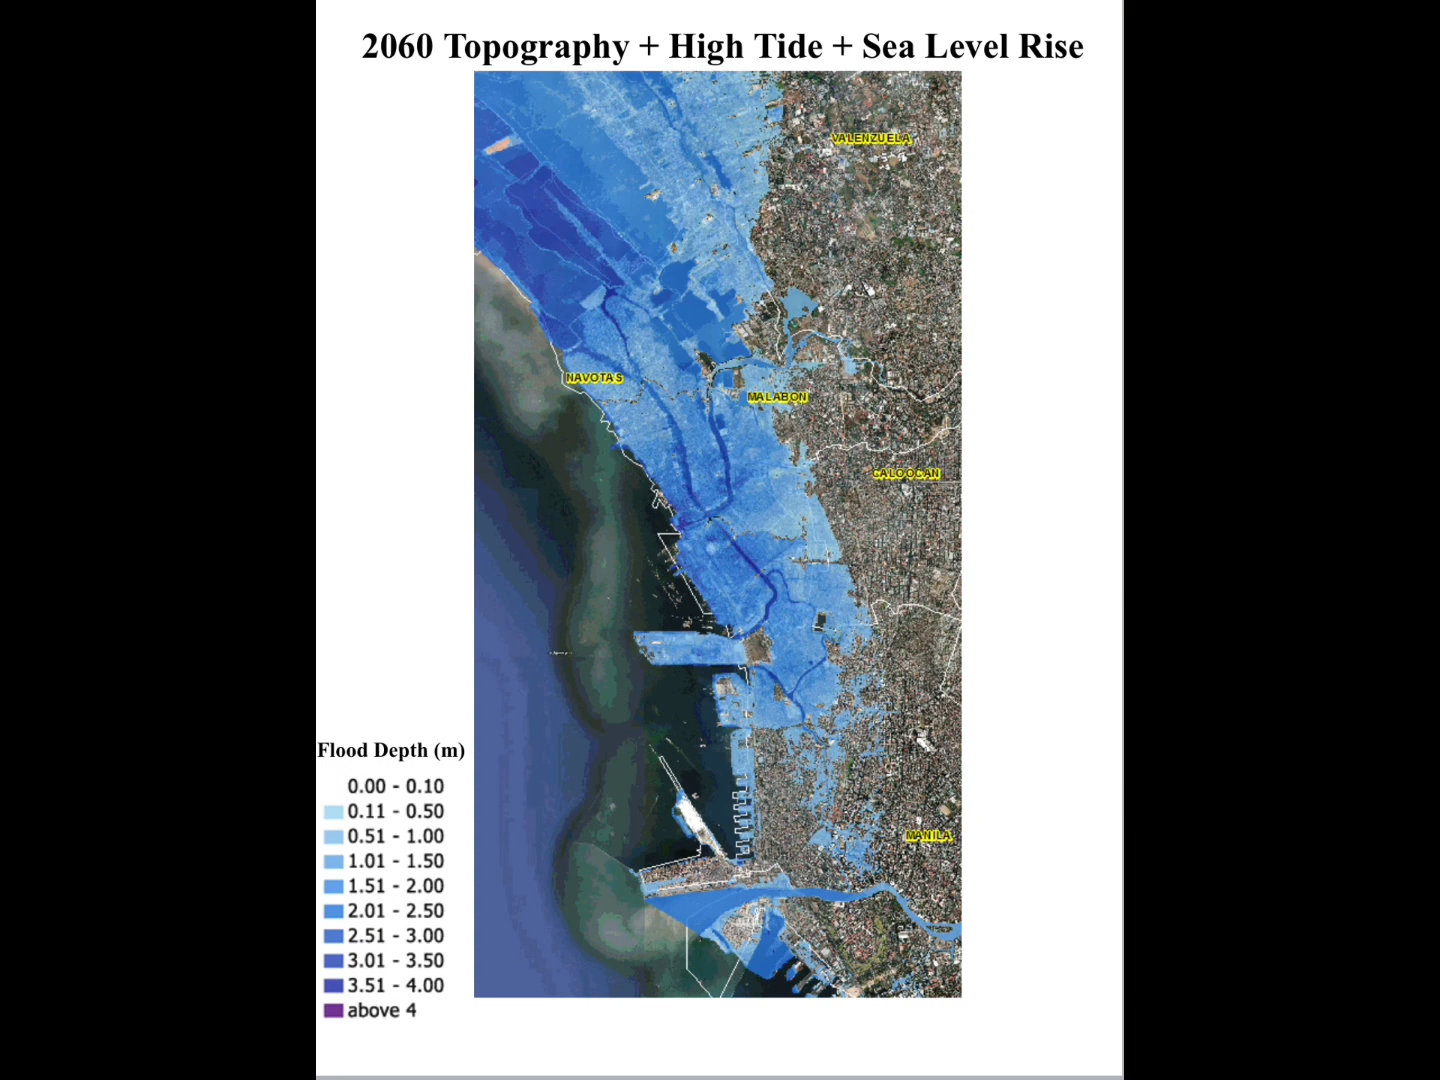 2060 Topography + High Tide + Sea Level Rise
VALENZUELA
NAVOTAS
MALABON
CALOOCAN
Flood Depth (m)
0.00 - 0.10
0.11 - 0.50
0.51 - 1.00
MANILA
1.01 - 1.50
1.51 - 2.00
2.01 - 2.50
2.51 - 3.00
3.01 - 3.50
3.51 - 4.00
above 4